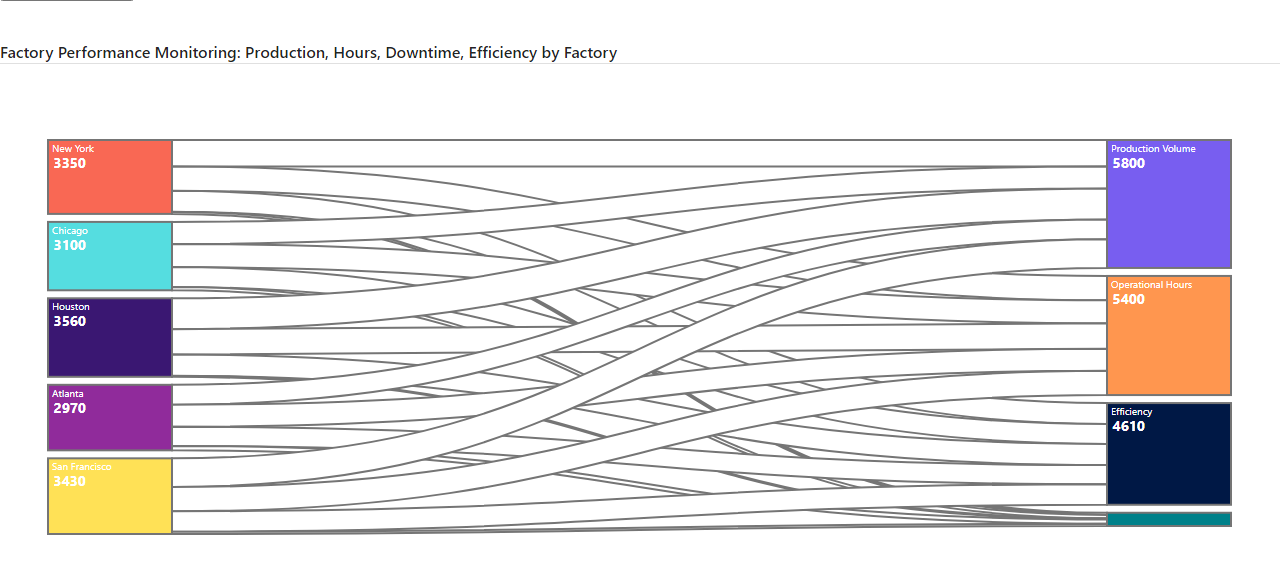 Factory Performance Monitoring: Production, Hours, Downtime, Efficiency by Factory
New York
3350
Chicago
3100
Houston
3560
Atlanta
2970
San Francisco
3430
Production Volume
5800
Operational Hours
5400
Efficiency
4610